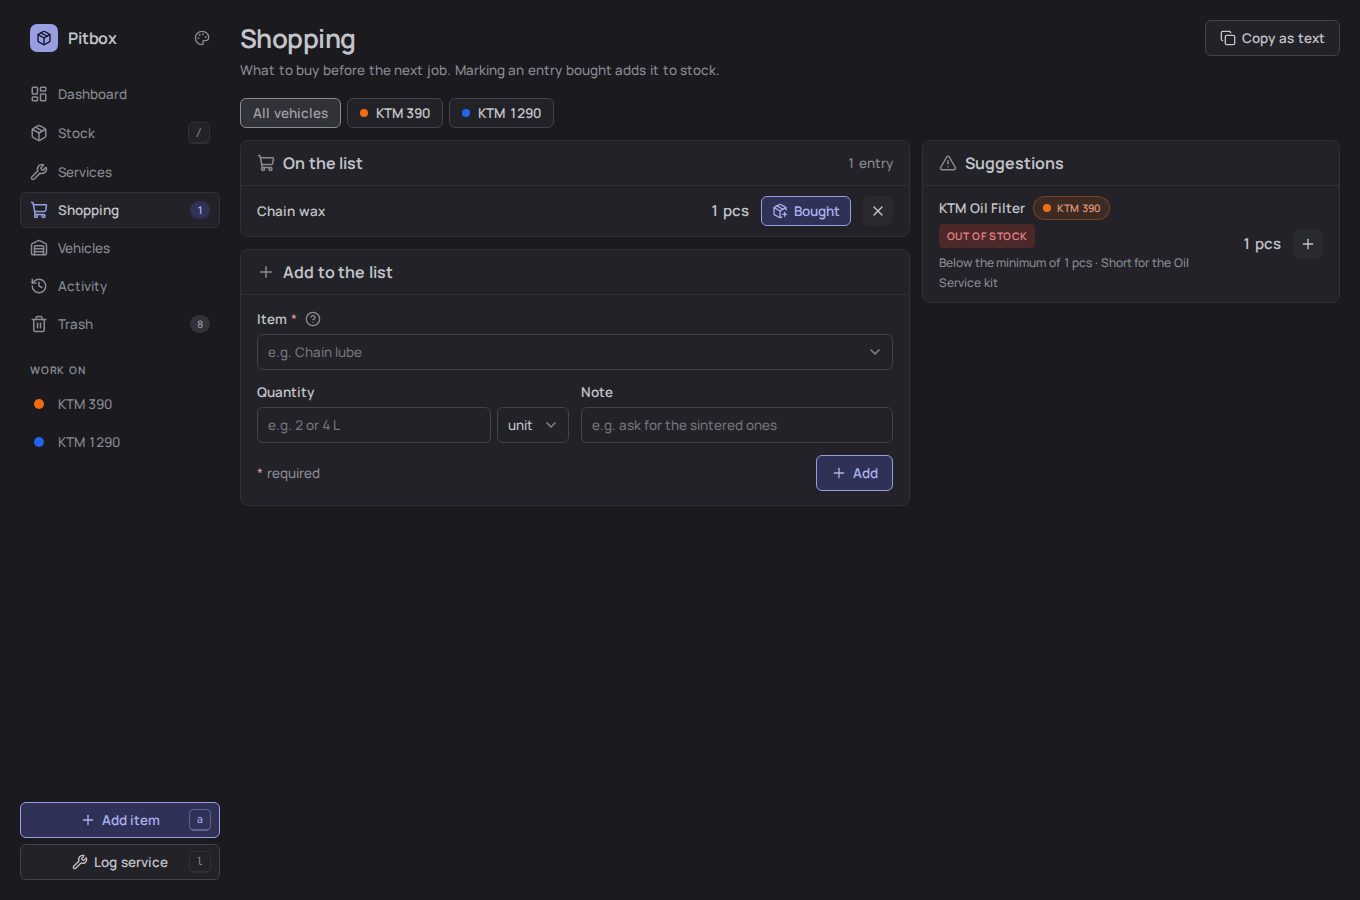 Pitbox
Dashboard
Stock /
Services
Shopping 1
Vehicles
Activity
Trash 8
WORK ON
KTM 390
KTM 1290
Add item a
Log service l
Shopping
What to buy before the next job. Marking an entry bought adds it to stock.
Copy as text
All vehicles KTM 390 KTM 1290
On the list 1 entry
Chain wax 1 pcs Bought
Add to the list
Item *
e.g. Chain lube
Quantity Note
e.g. 2 or 4 L unit e.g. ask for the sintered ones
* required Add
Suggestions
KTM Oil Filter KTM 390
OUT OF STOCK
1 pcs
Below the minimum of 1 pcs · Short for the Oil
Service kit